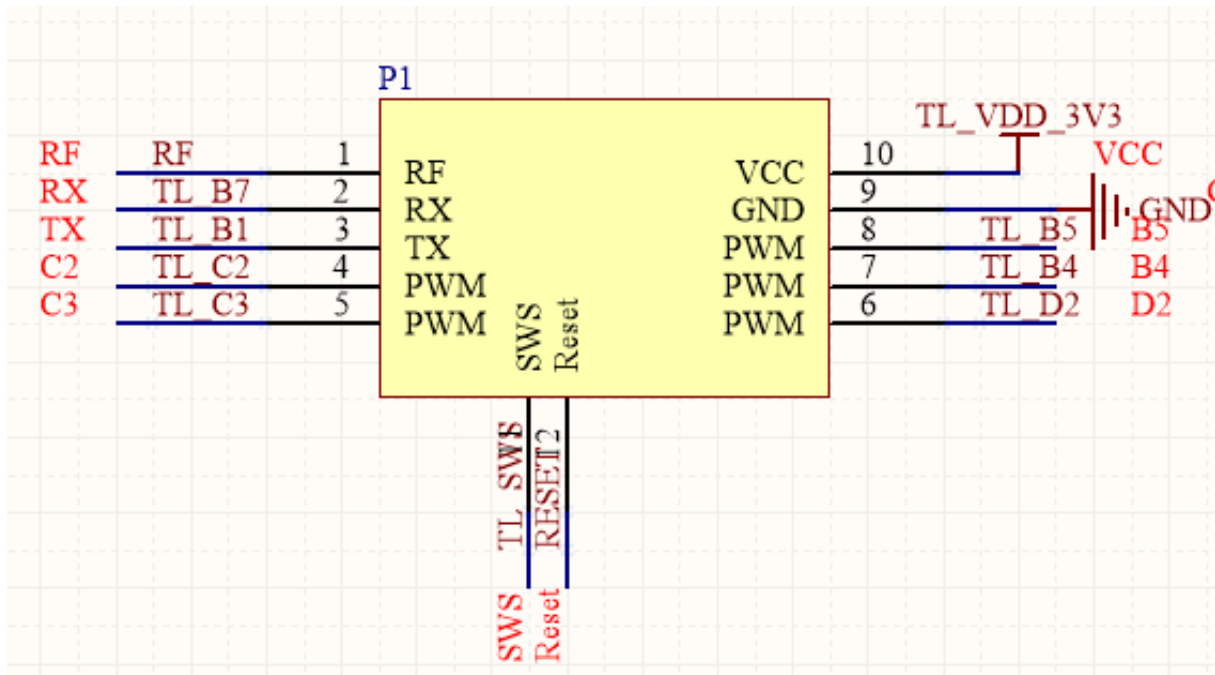 P1
TL_VDD_3V3
RF RF 1 RF VCC 10 VCC
RX TL_B7 2 RX GND 9 GND
TX TL_B1 3 TX PWM 8 TL_B5 B5
C2 TL_C2 4 PWM PWM 7 TL_B4 B4
C3 TL_C3 5 PWM PWM 6 TL_D2 D2
SWS Reset
TL_SWS RESET 12
SWS Reset